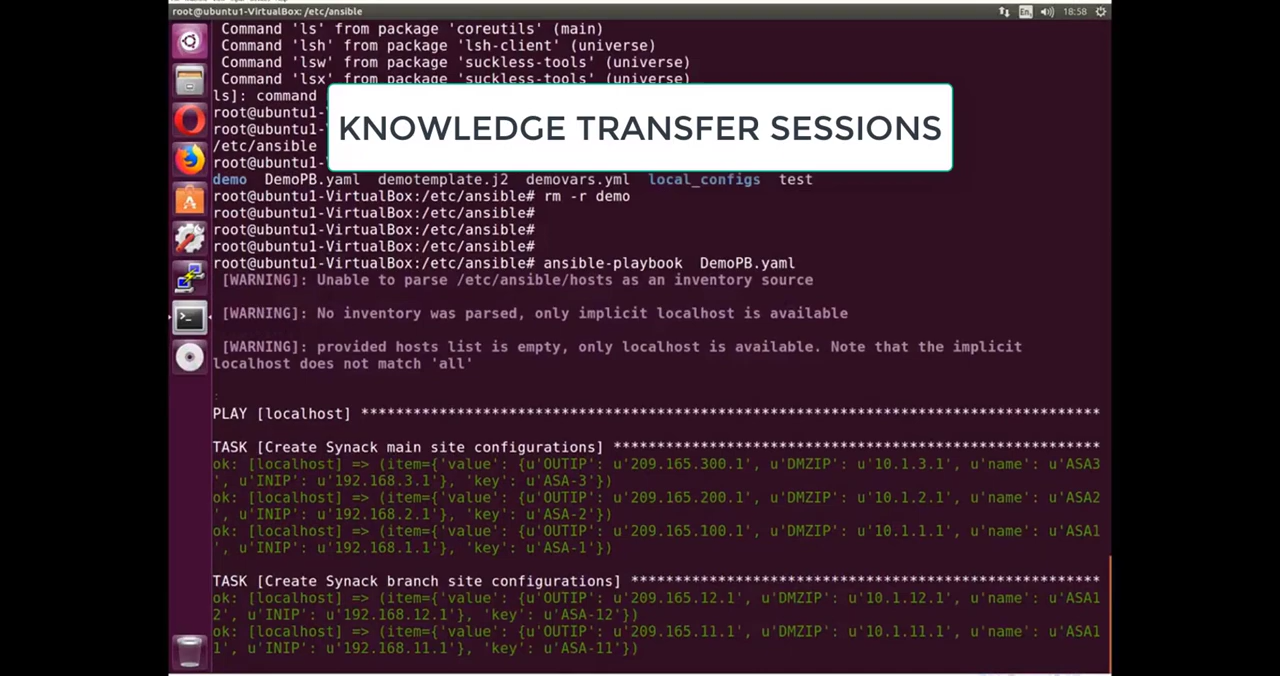 root@ubuntu1-VirtualBox: /etc/ansible
En
18:58
Command 'ls' from package 'coreutils' (main)
Command 'lsh' from package 'lsh-client' (universe)
Command 'lsw' from package 'suckless-tools' (universe)
Command 'lsx' from package 'suckless-tools' (universe)
ls]: command
root@ubuntu1-V
root@ubuntu1-V
/etc/ansible
root@ubuntu1-V
KNOWLEDGE TRANSFER SESSIONS
demo DemoPB.yaml demotemplate.j2 demovars.yml local_configs test
root@ubuntu1-VirtualBox:/etc/ansible# rm -r demo
root@ubuntu1-VirtualBox:/etc/ansible#
root@ubuntu1-VirtualBox:/etc/ansible#
root@ubuntu1-VirtualBox:/etc/ansible#
root@ubuntu1-VirtualBox:/etc/ansible# ansible-playbook DemoPB.yaml
[WARNING]: Unable to parse /etc/ansible/hosts as an inventory source
[WARNING]: No inventory was parsed, only implicit localhost is available
[WARNING]: provided hosts list is empty, only localhost is available. Note that the implicit
localhost does not match 'all'
:
PLAY [localhost] *************************************************************************************
TASK [Create Synack main site configurations] ********************************************************
ok: [localhost] => (item={'value': {u'OUTIP': u'209.165.300.1', u'DMZIP': u'10.1.3.1', u'name': u'ASA3
', u'INIP': u'192.168.3.1'}, 'key': u'ASA-3'})
ok: [localhost] => (item={'value': {u'OUTIP': u'209.165.200.1', u'DMZIP': u'10.1.2.1', u'name': u'ASA2
', u'INIP': u'192.168.2.1'}, 'key': u'ASA-2'})
ok: [localhost] => (item={'value': {u'OUTIP': u'209.165.100.1', u'DMZIP': u'10.1.1.1', u'name': u'ASA1
', u'INIP': u'192.168.1.1'}, 'key': u'ASA-1'})
TASK [Create Synack branch site configurations] ******************************************************
ok: [localhost] => (item={'value': {u'OUTIP': u'209.165.12.1', u'DMZIP': u'10.1.12.1', u'name': u'ASA1
2', u'INIP': u'192.168.12.1'}, 'key': u'ASA-12'})
ok: [localhost] => (item={'value': {u'OUTIP': u'209.165.11.1', u'DMZIP': u'10.1.11.1', u'name': u'ASA1
1', u'INIP': u'192.168.11.1'}, 'key': u'ASA-11'})